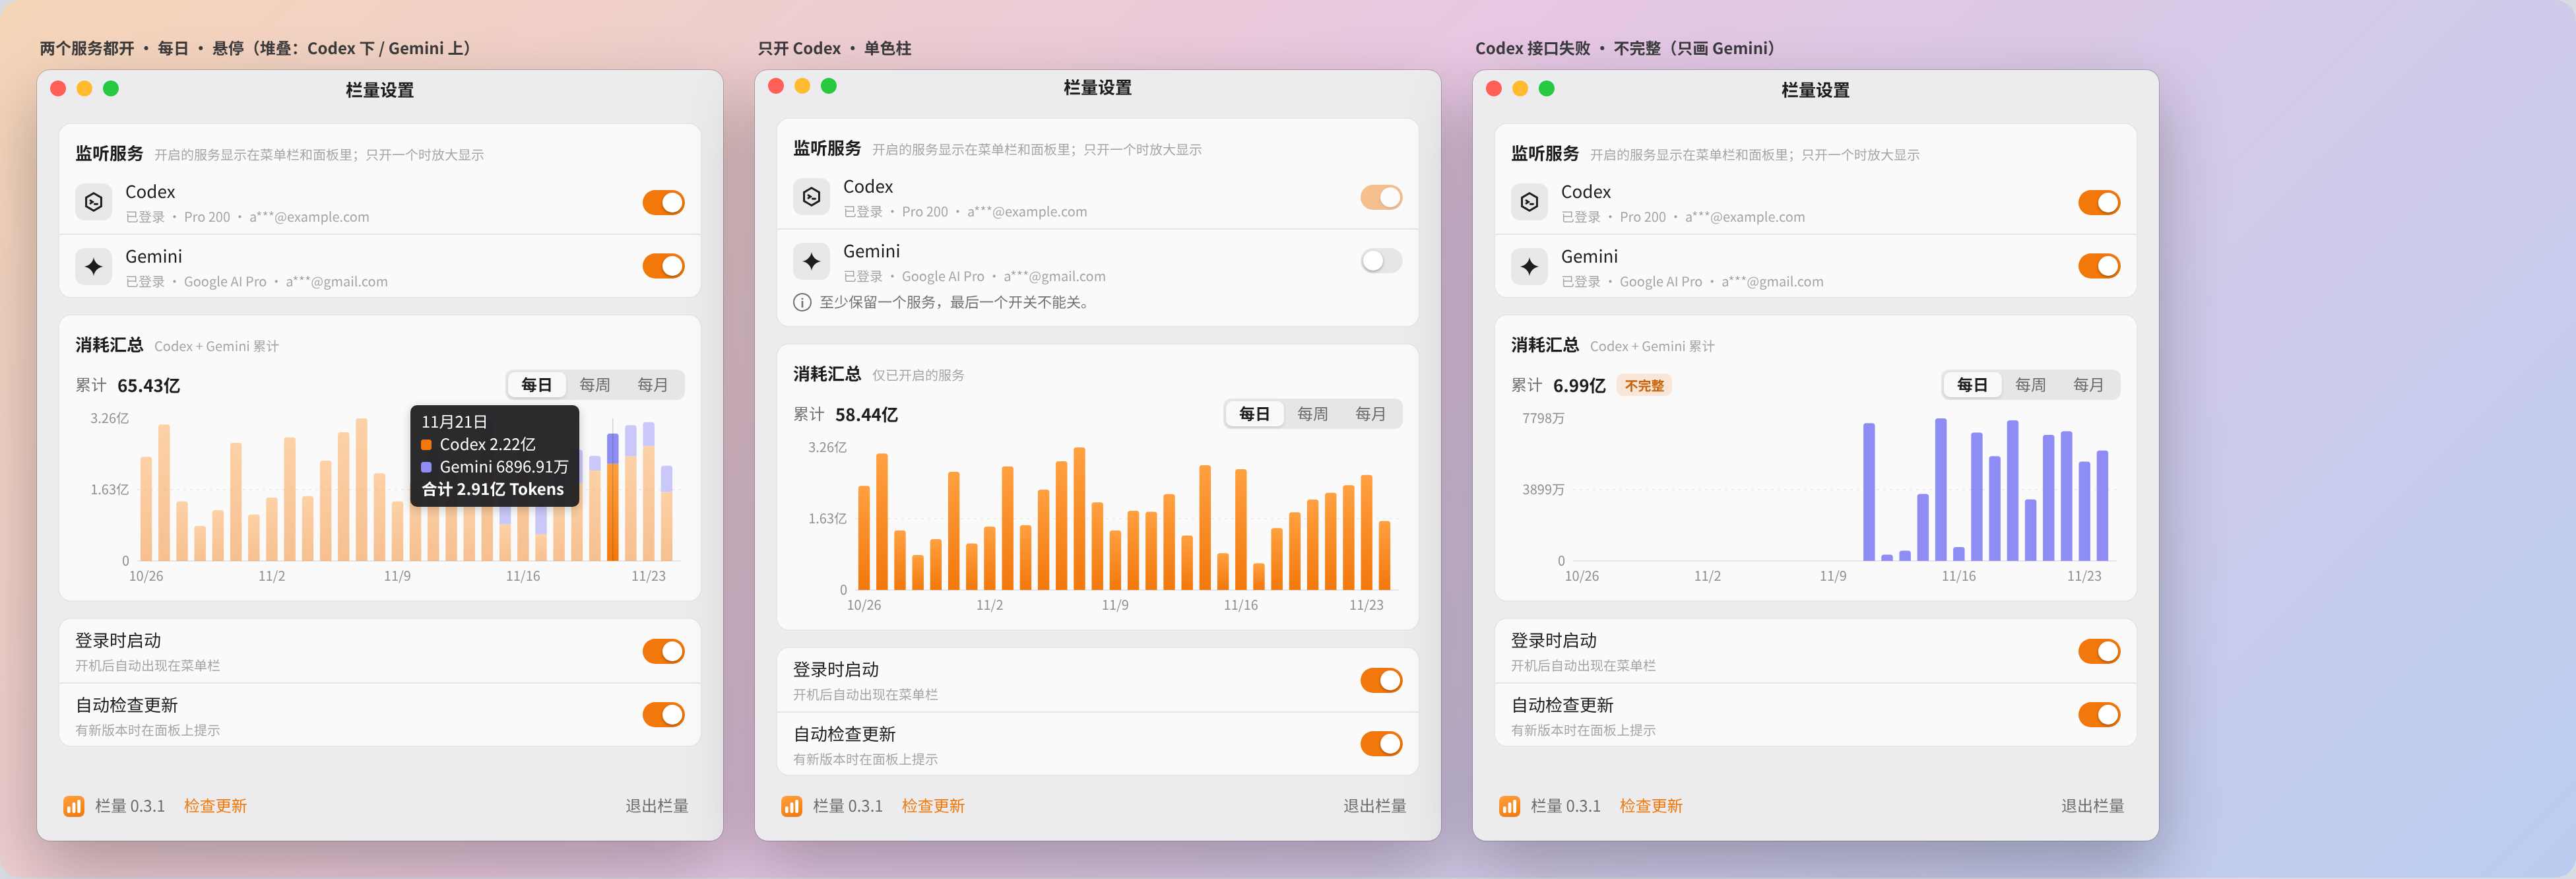 两个服务都开 • 每日 • 悬停（堆叠：Codex 下 / Gemini 上）
栏量设置
监听服务 开启的服务显示在菜单栏和面板里；只开一个时放大显示
Codex
已登录 • Pro 200 • a***@example.com
Gemini
已登录 • Google AI Pro • a***@gmail.com
消耗汇总 Codex + Gemini 累计
累计 65.43亿
每日 每周 每月
3.26亿
1.63亿
0
11月21日
Codex 2.22亿
Gemini 6896.91万
合计 2.91亿 Tokens
10/26 11/2 11/9 11/16 11/23
登录时启动
开机后自动出现在菜单栏
自动检查更新
有新版本时在面板上提示
栏量 0.3.1 检查更新 退出栏量
只开 Codex • 单色柱
栏量设置
监听服务 开启的服务显示在菜单栏和面板里；只开一个时放大显示
Codex
已登录 • Pro 200 • a***@example.com
Gemini
已登录 • Google AI Pro • a***@gmail.com
至少保留一个服务，最后一个开关不能关。
消耗汇总 仅已开启的服务
累计 58.44亿
每日 每周 每月
3.26亿
1.63亿
0
10/26 11/2 11/9 11/16 11/23
登录时启动
开机后自动出现在菜单栏
自动检查更新
有新版本时在面板上提示
栏量 0.3.1 检查更新 退出栏量
Codex 接口失败 • 不完整（只画 Gemini）
栏量设置
监听服务 开启的服务显示在菜单栏和面板里；只开一个时放大显示
Codex
已登录 • Pro 200 • a***@example.com
Gemini
已登录 • Google AI Pro • a***@gmail.com
消耗汇总 Codex + Gemini 累计
累计 6.99亿 不完整
每日 每周 每月
7798万
3899万
0
10/26 11/2 11/9 11/16 11/23
登录时启动
开机后自动出现在菜单栏
自动检查更新
有新版本时在面板上提示
栏量 0.3.1 检查更新 退出栏量